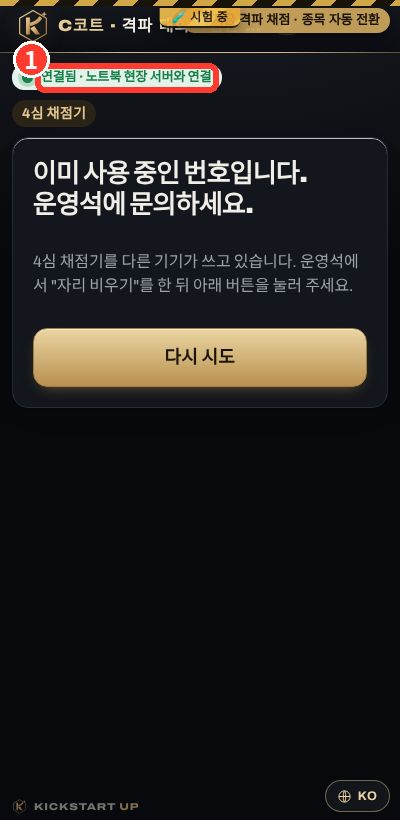 C코트 · 격파
시험 중
격파 채점 · 종목 자동 전환
1
연결됨 · 노트북 현장 서버와 연결
4심 채점기
이미 사용 중인 번호입니다.
운영석에 문의하세요.
4심 채점기를 다른 기기가 쓰고 있습니다. 운영석에
서 "자리 비우기"를 한 뒤 아래 버튼을 눌러 주세요.
다시 시도
KICKSTART UP
KO